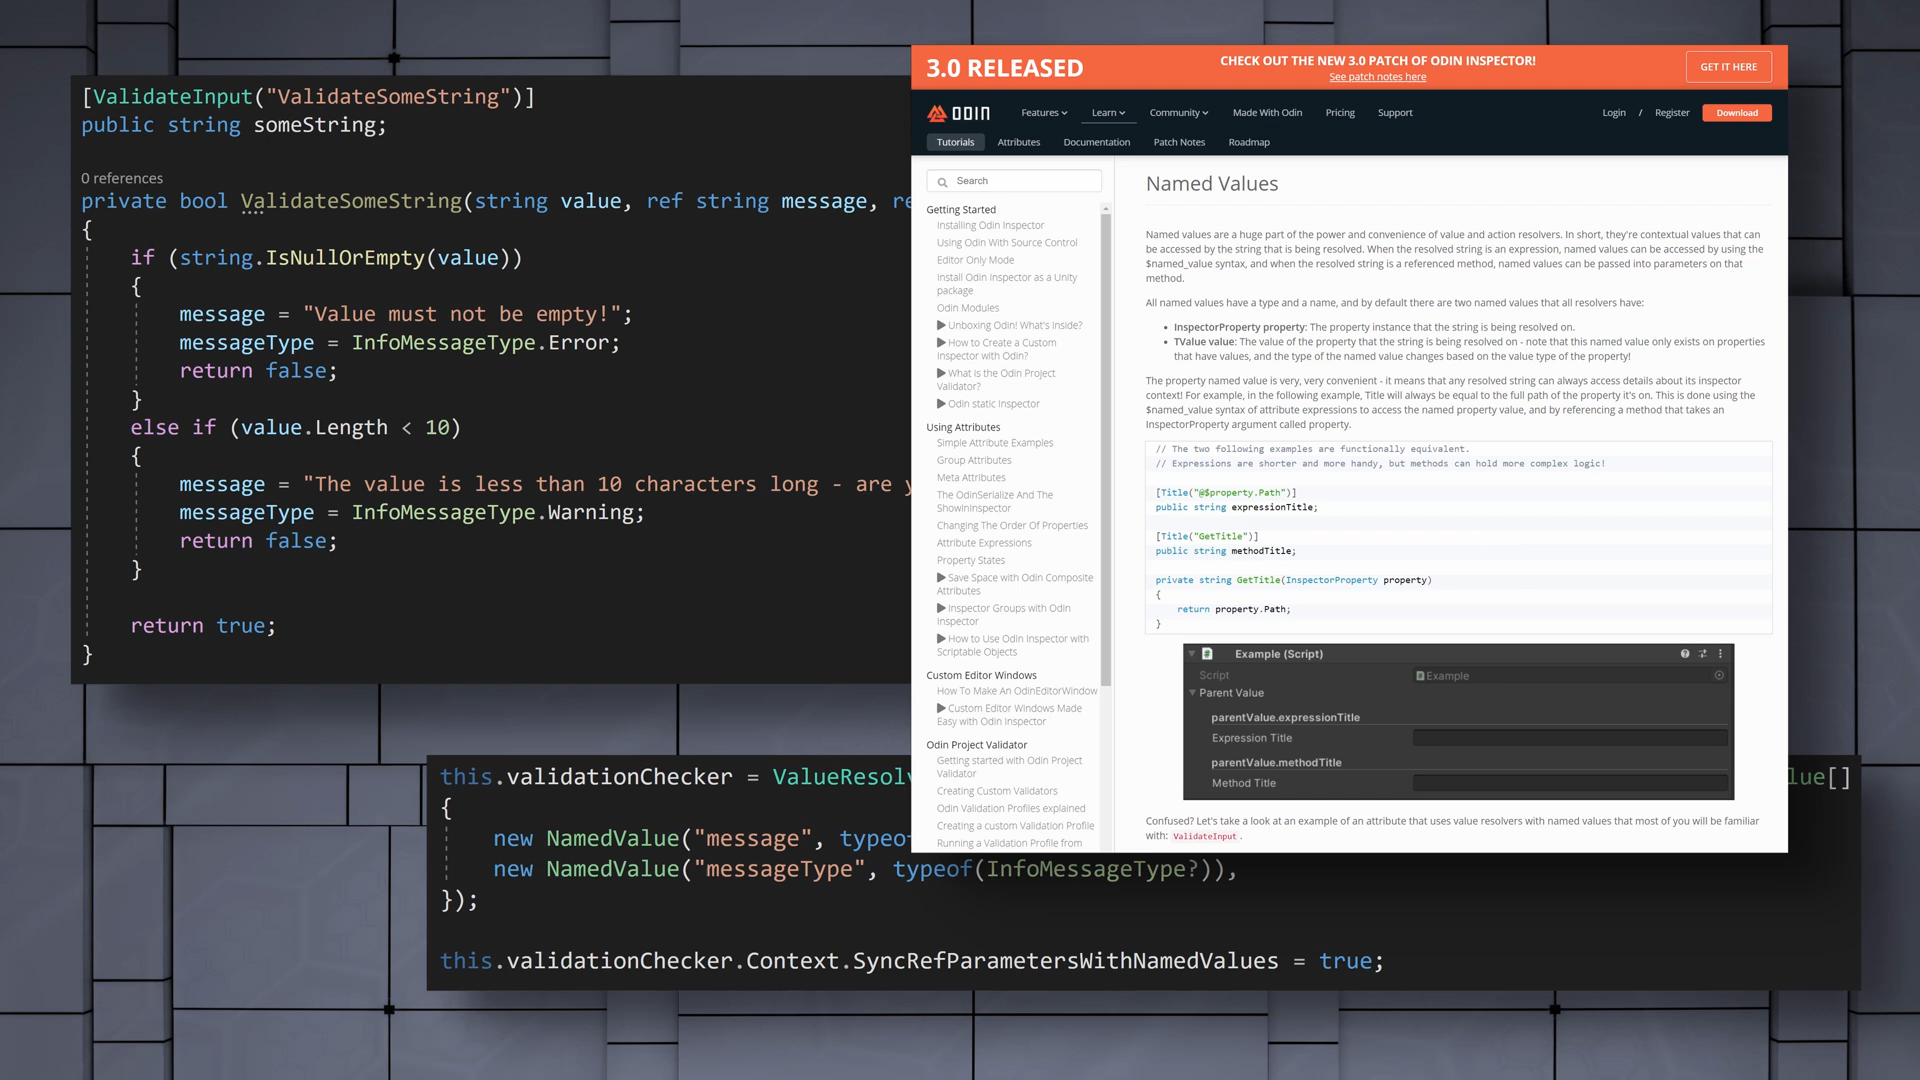 [ValidateInput("ValidateSomeString")]
public string someString;
0 references
private bool ValidateSomeString(string value, ref string message, re
{
if (string.IsNullOrEmpty(value))
{
message = "Value must not be empty!";
messageType = InfoMessageType.Error;
return false;
}
else if (value.Length < 10)
{
message = "The value is less than 10 characters long - are y
messageType = InfoMessageType.Warning;
return false;
}
return true;
}
3.0 RELEASED
CHECK OUT THE NEW 3.0 PATCH OF ODIN INSPECTOR!
See patch notes here
GET IT HERE
ODIN
Features Learn Community Made With Odin Pricing Support
Login / Register Download
Tutorials Attributes Documentation Patch Notes Roadmap
Search
Getting Started
Installing Odin Inspector
Using Odin With Source Control
Editor Only Mode
Install Odin Inspector as a Unity
package
Odin Modules
Unboxing Odin! What's Inside?
How to Create a Custom
Inspector with Odin?
What is the Odin Project
Validator?
Odin static Inspector
Using Attributes
Simple Attribute Examples
Group Attributes
Meta Attributes
The OdinSerialize And The
ShowInInspector
Changing The Order Of Properties
Attribute Expressions
Property States
Save Space with Odin Composite
Attributes
Inspector Groups with Odin
Inspector
How to Use Odin Inspector with
Scriptable Objects
Custom Editor Windows
How To Make An OdinEditorWindow
Custom Editor Windows Made
Easy with Odin Inspector
Odin Project Validator
Getting started with Odin Project
Validator
Creating Custom Validators
Odin Validation Profiles explained
Creating a custom Validation Profile
Running a Validation Profile from
Named Values
Named values are a huge part of the power and convenience of value and action resolvers. In short, they're contextual values that can
be accessed by the string that is being resolved. When the resolved string is an expression, named values can be accessed by using the
$named_value syntax, and when the resolved string is a referenced method, named values can be passed into parameters on that
method.
All named values have a type and a name, and by default there are two named values that all resolvers have:
• InspectorProperty property: The property instance that the string is being resolved on.
• TValue value: The value of the property that the string is being resolved on - note that this named value only exists on properties
that have values, and the type of the named value changes based on the value type of the property!
The property named value is very, very convenient - it means that any resolved string can always access details about its inspector
context! For example, in the following example, Title will always be equal to the full path of the property it's on. This is done using the
$named_value syntax of attribute expressions to access the named property value, and by referencing a method that takes an
InspectorProperty argument called property.
// The two following examples are functionally equivalent.
// Expressions are shorter and more handy, but methods can hold more complex logic!
[Title("@$property.Path")]
public string expressionTitle;
[Title("GetTitle")]
public string methodTitle;
private string GetTitle(InspectorProperty property)
{
return property.Path;
}
Example (Script)
Script Example
Parent Value
parentValue.expressionTitle
Expression Title
parentValue.methodTitle
Method Title
Confused? Let's take a look at an example of an attribute that uses value resolvers with named values that most of you will be familiar
with: ValidateInput.
this.validationChecker = ValueResolv lue[]
{
new NamedValue("message", typeo
new NamedValue("messageType", typeof(InfoMessageType?)),
});
this.validationChecker.Context.SyncRefParametersWithNamedValues = true;